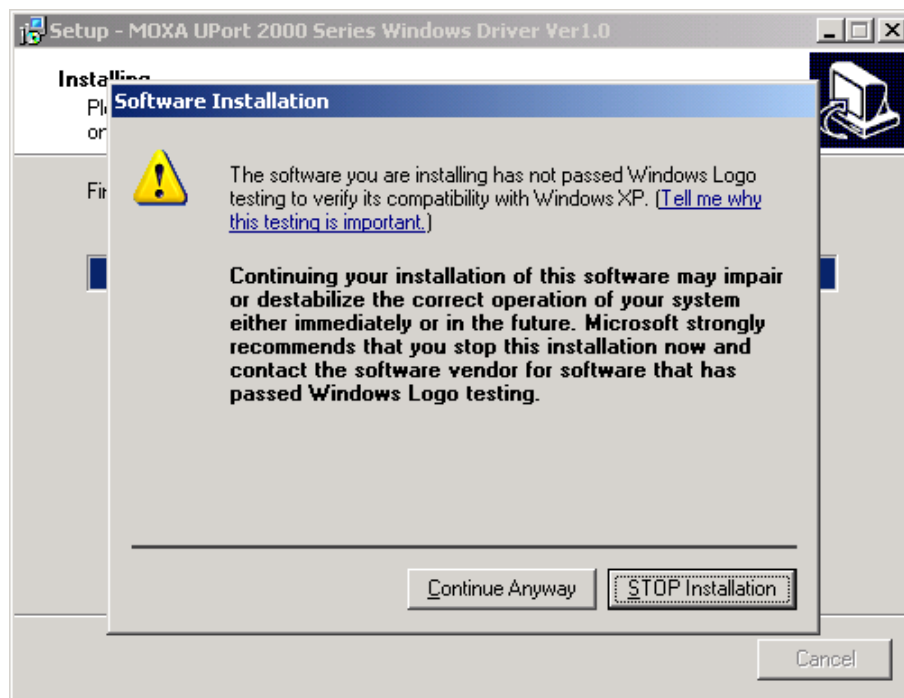 Setup - MOXA UPort 2000 Series Windows Driver Ver1.0
Installing
Software Installation
The software you are installing has not passed Windows Logo
testing to verify its compatibility with Windows XP. (Tell me why
this testing is important.)
Continuing your installation of this software may impair
or destabilize the correct operation of your system
either immediately or in the future. Microsoft strongly
recommends that you stop this installation now and
contact the software vendor for software that has
passed Windows Logo testing.
Continue Anyway
STOP Installation
Cancel